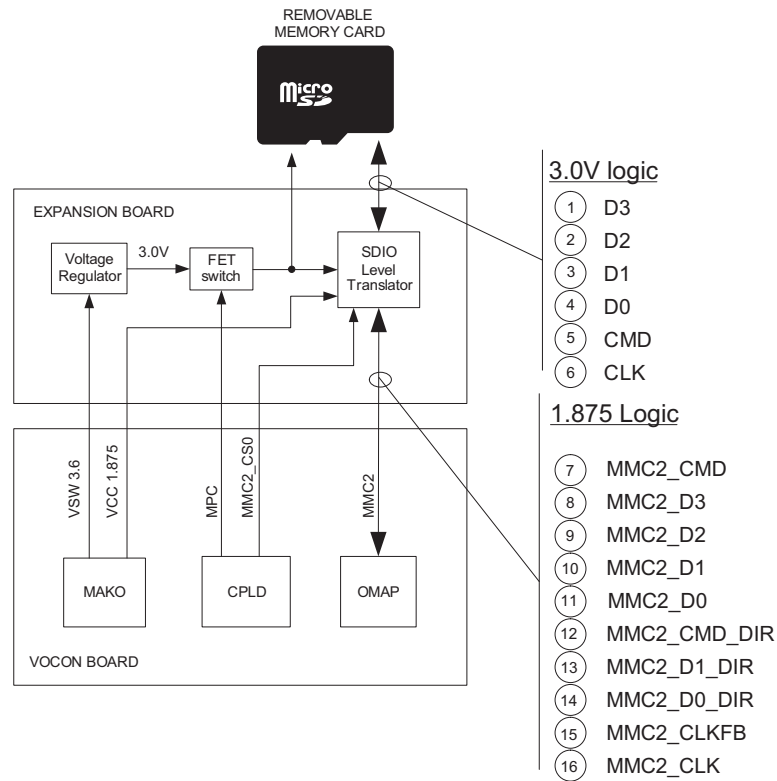 REMOVABLE
MEMORY CARD
Micro
SD
EXPANSION BOARD
Voltage
Regulator
3.0V
FET
switch
SDIO
Level
Translator
VSW 3.6
VCC 1.875
MPC
MMC2_CS0
MMC2
MAKO
CPLD
OMAP
VOCON BOARD
3.0V logic
1 D3
2 D2
3 D1
4 D0
5 CMD
6 CLK
1.875 Logic
7 MMC2_CMD
8 MMC2_D3
9 MMC2_D2
10 MMC2_D1
11 MMC2_D0
12 MMC2_CMD_DIR
13 MMC2_D1_DIR
14 MMC2_D0_DIR
15 MMC2_CLKFB
16 MMC2_CLK